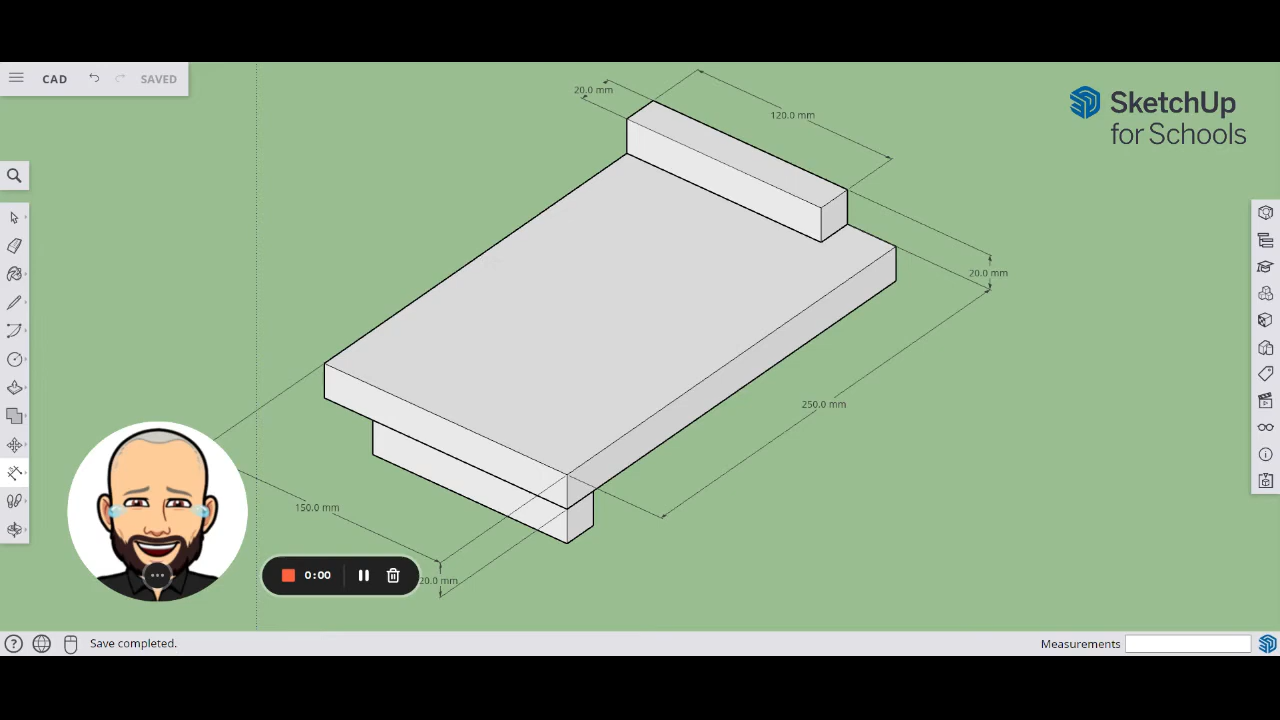 CAD SAVED
SketchUp
for Schools
20.0 mm
120.0 mm
20.0 mm
250.0 mm
150.0 mm
20.0 mm
0:00
Save completed.
Measurements